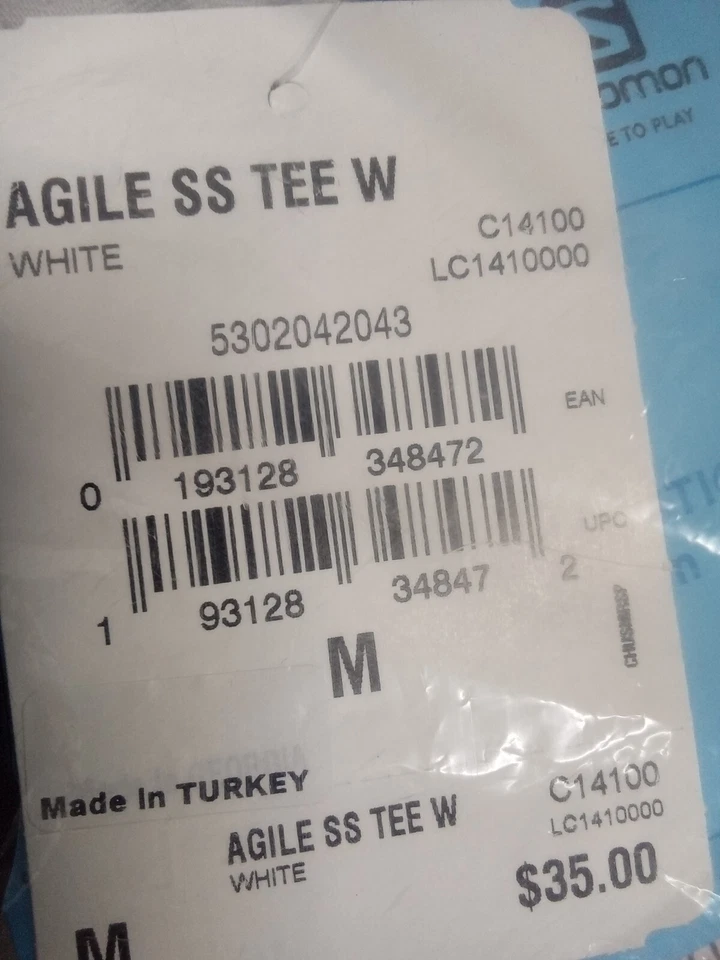 omon
E TO PLAY
AGILE SS TEE W
WHITE
C14100
LC1410000
5302042043
EAN
0 193128 348472
UPC
1 93128 34847 2
M
Made In TURKEY
AGILE SS TEE W
WHITE
C14100
LC1410000
$35.00
M